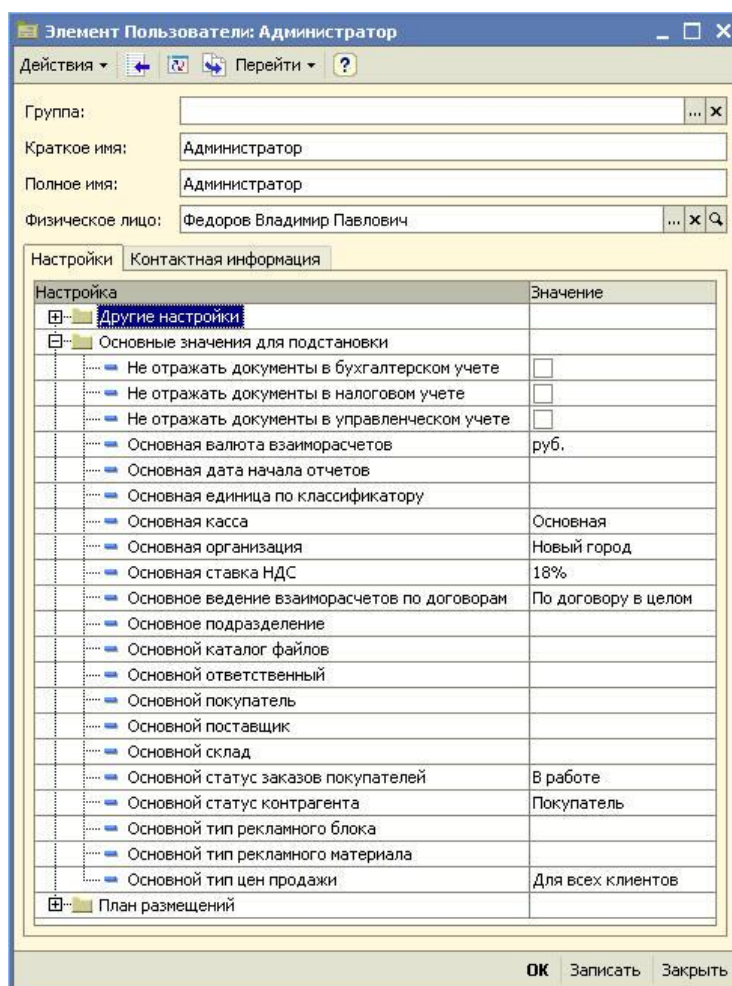 Элемент Пользователи: Администратор
Действия Перейти ?
Группа: ... x
Краткое имя: Администратор
Полное имя: Администратор
Физическое лицо: Федоров Владимир Павлович ... x
Настройки Контактная информация
Настройка Значение
Другие настройки
Основные значения для подстановки
Не отражать документы в бухгалтерском учете
Не отражать документы в налоговом учете
Не отражать документы в управленческом учете
Основная валюта взаиморасчетов руб.
Основная дата начала отчетов
Основная единица по классификатору
Основная касса Основная
Основная организация Новый город
Основная ставка НДС 18%
Основное ведение взаиморасчетов по договорам По договору в целом
Основное подразделение
Основной каталог файлов
Основной ответственный
Основной покупатель
Основной поставщик
Основной склад
Основной статус заказов покупателей В работе
Основной статус контрагента Покупатель
Основной тип рекламного блока
Основной тип рекламного материала
Основной тип цен продажи Для всех клиентов
План размещений
OK Записать Закрыть